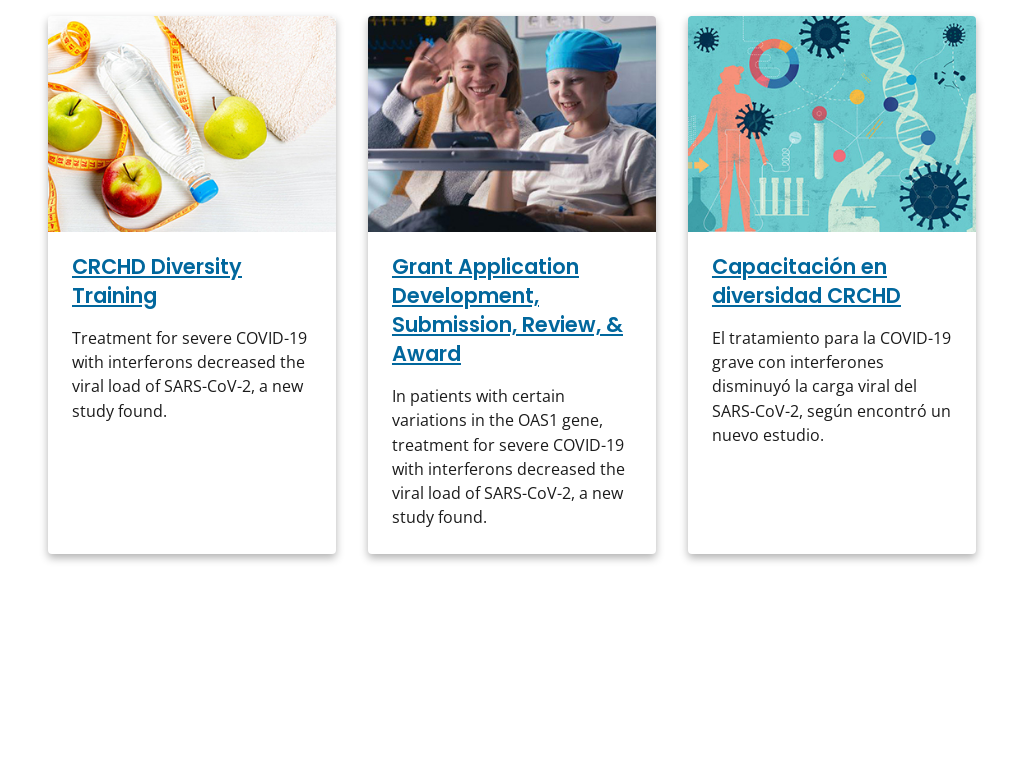 CRCHD Diversity
Training
Treatment for severe COVID-19
with interferons decreased the
viral load of SARS-CoV-2, a new
study found.
Grant Application
Development,
Submission, Review, &
Award
In patients with certain
variations in the OAS1 gene,
treatment for severe COVID-19
with interferons decreased the
viral load of SARS-CoV-2, a new
study found.
Capacitación en
diversidad CRCHD
El tratamiento para la COVID-19
grave con interferones
disminuyó la carga viral del
SARS-CoV-2, según encontró un
nuevo estudio.